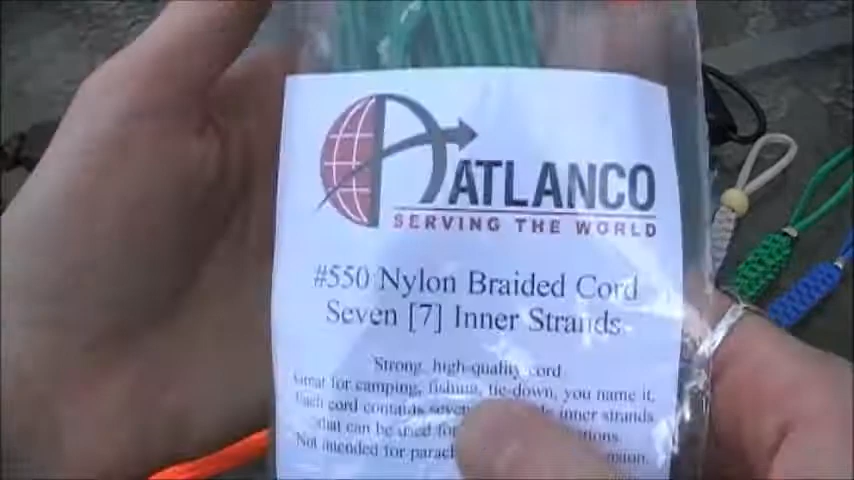 ATLANCO
SERVING THE WORLD
#550 Nylon Braided Cord
Seven [7] Inner Strands
Strong, high-quality cord.
Great for camping, fishing, tie-down, you name it.
Each cord contains seven inner strands
that can be used for
Not intended for